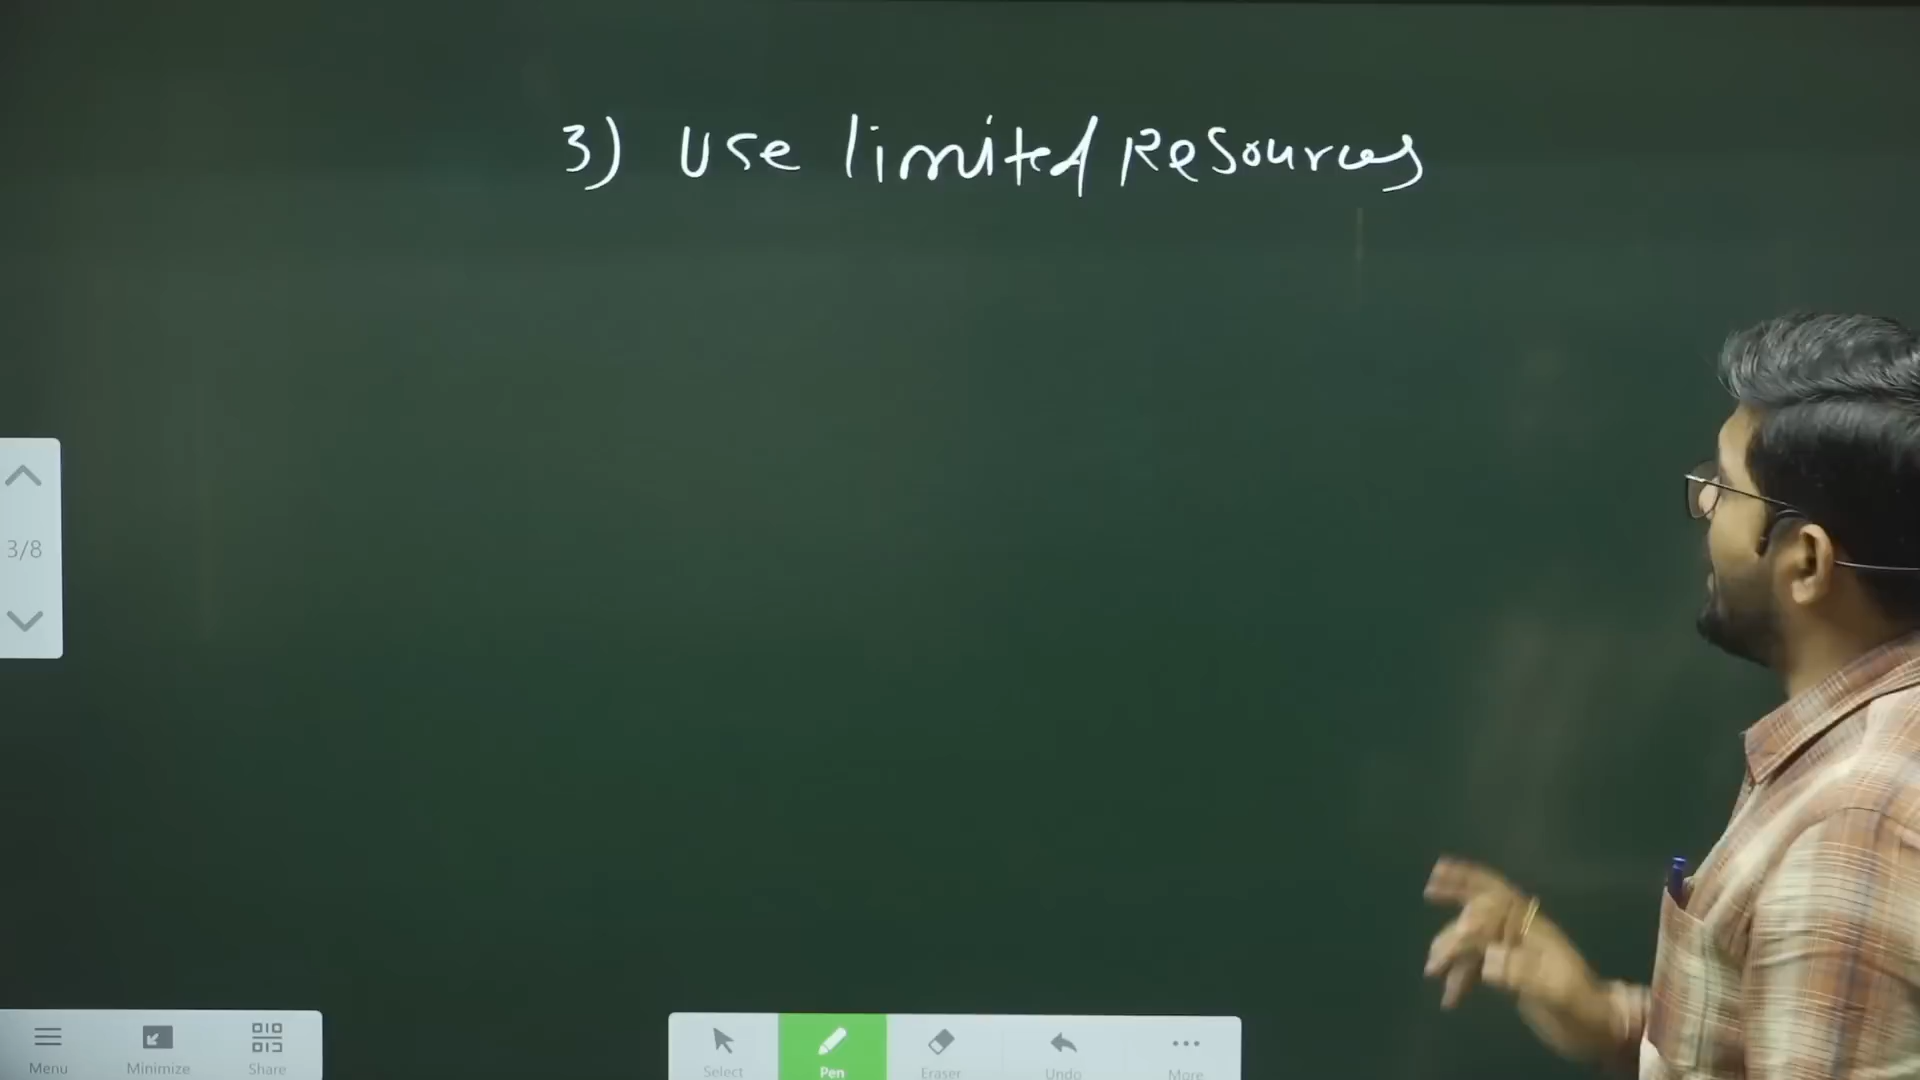 3) Use limited Resources
3/8
Menu Minimize Share
Select Pen Eraser Undo More